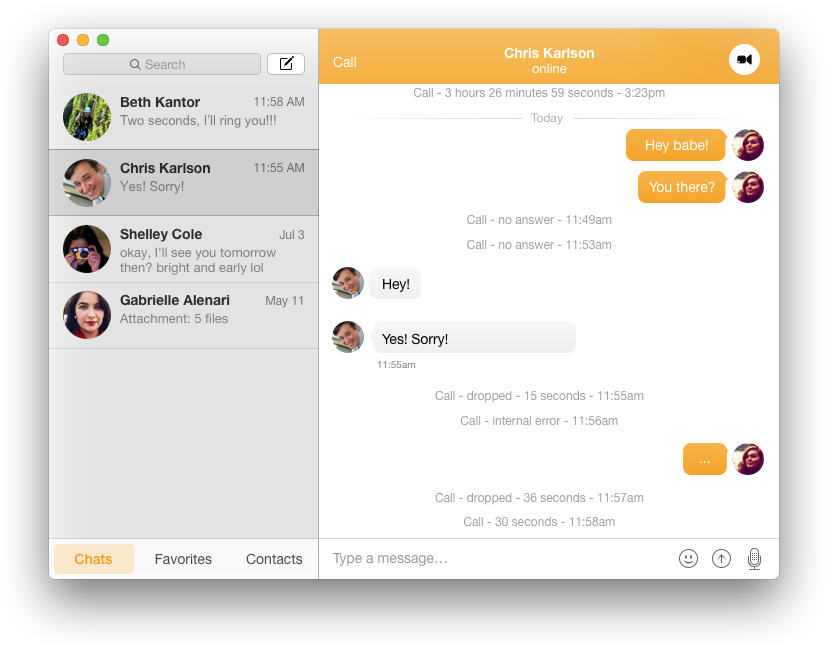 Search
Beth Kantor
11:58 AM
Two seconds, I'll ring you!!!
Chris Karlson
11:55 AM
Yes! Sorry!
Shelley Cole
Jul 3
okay, I'll see you tomorrow
then? bright and early lol
Gabrielle Alenari
May 11
Attachment: 5 files
Chats
Favorites
Contacts
Call
Chris Karlson
online
Call - 3 hours 26 minutes 59 seconds - 3:23pm
Today
Hey babe!
You there?
Call - no answer - 11:49am
Call - no answer - 11:53am
Hey!
Yes! Sorry!
11:55am
Call - dropped - 15 seconds - 11:55am
Call - internal error - 11:56am
...
Call - dropped - 36 seconds - 11:57am
Call - 30 seconds - 11:58am
Type a message…